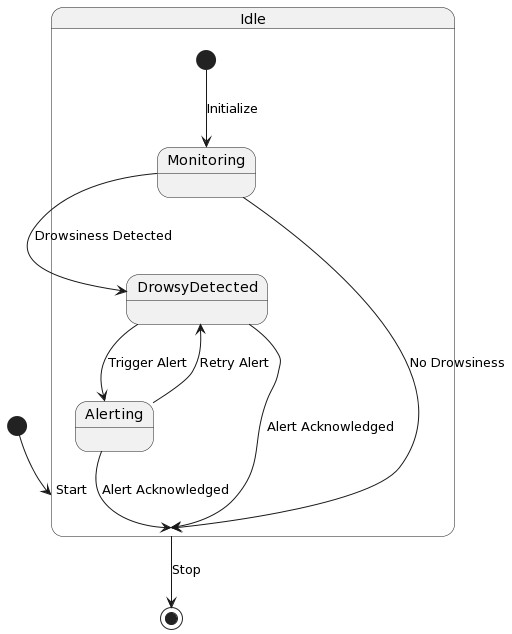 Idle
Initialize
Monitoring
Drowsiness Detected
DrowsyDetected
Trigger Alert
Retry Alert
No Drowsiness
Alerting
Alert Acknowledged
Start
Alert Acknowledged
Stop